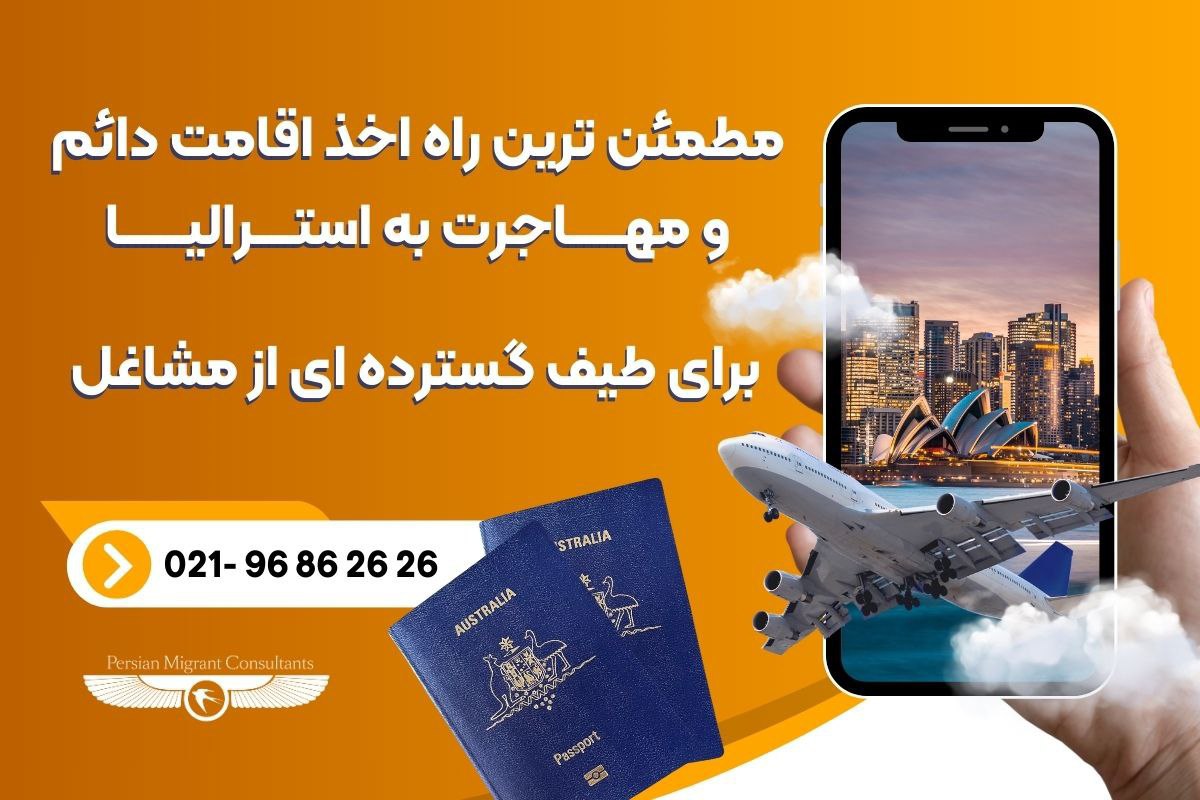 مطمئن ترین راه اخذ اقامت دائم
و مهـــاجرت به استـــرالیـــا
برای طیف گسترده ای از مشاغل
021- 96 86 26 26
STRALIA
AUSTRALIA
Passport
Persian Migrant Consultants